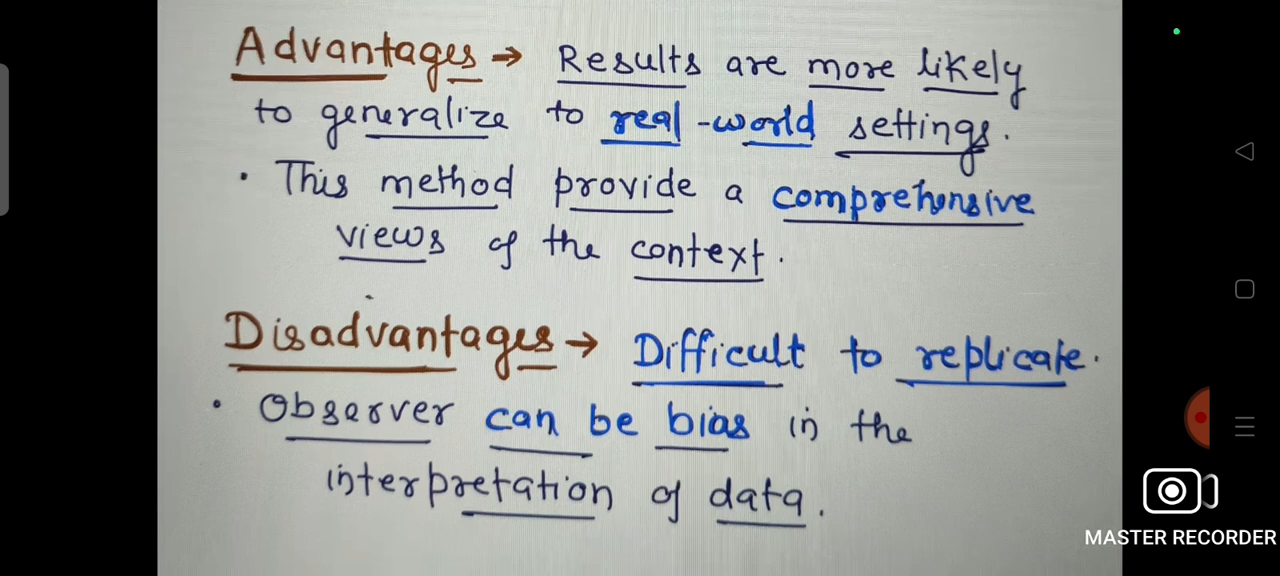 Advantages → Results are more likely
to generalize to real-world settings.
• This method provide a comprehensive
views of the context.
Disadvantages → Difficult to replicate.
• Observer can be bias in the
interpretation of data.
MASTER RECORDER